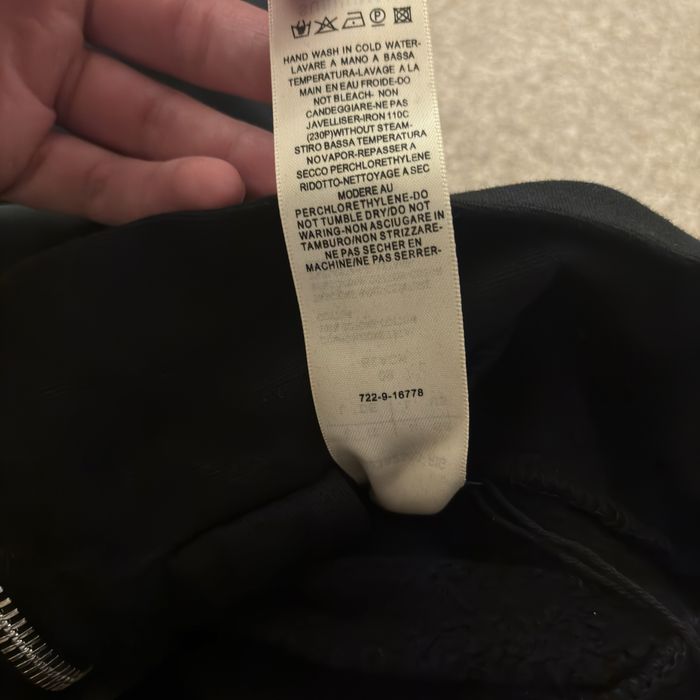 HAND WASH IN COLD WATER-
LAVARE A MANO A BASSA
TEMPERATURA-LAVAGE A LA
MAIN EN EAU FROIDE-DO
NOT BLEACH- NON
CANDEGGIARE-NE PAS
JAVELLISER-IRON 110C
(230P)WITHOUT STEAM-
STIRO BASSA TEMPERATURA
NOVAPOR-REPASSER A
SECCO PERCHLORETHYLENE
RIDOTTO-NETTOYAGE A SEC
MODERE AU
PERCHLORETHYLENE-DO
NOT TUMBLE DRY/DO NOT
WARING-NON ASCIUGARE IN
TAMBURO/NON STRIZZARE-
NE PAS SECHER EN
MACHINE/NE PAS SERRER-
722-9-16778